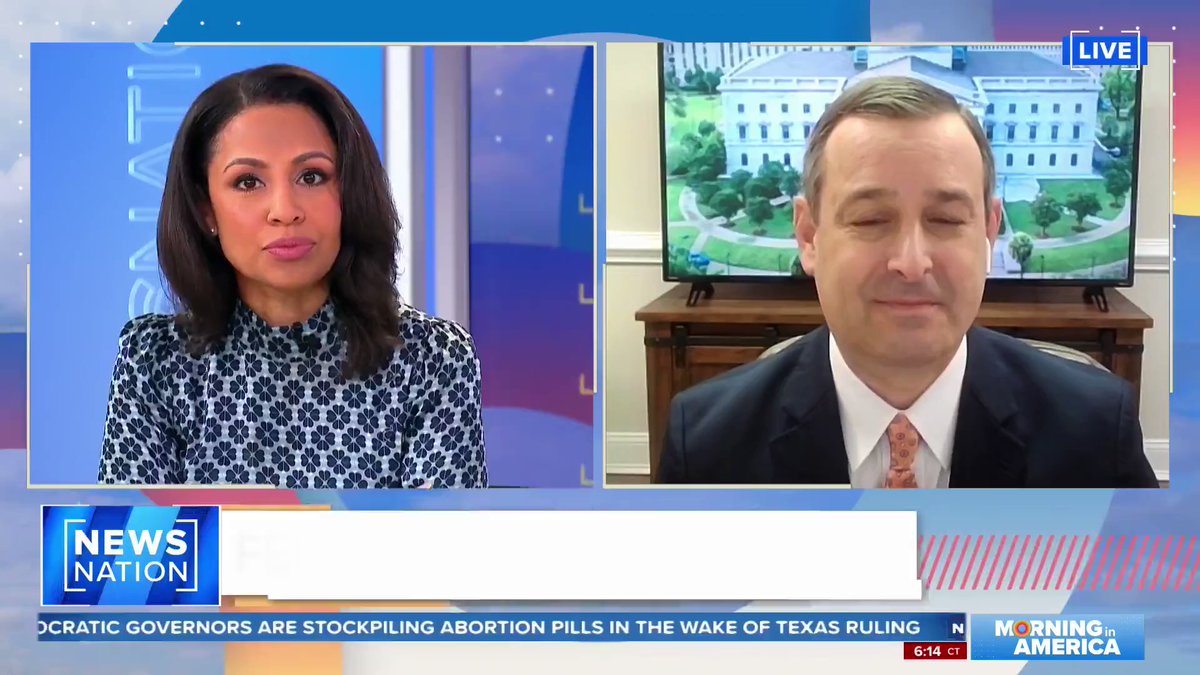 LIVE
NEWS
NATION
OCRATIC GOVERNORS ARE STOCKPILING ABORTION PILLS IN THE WAKE OF TEXAS RULING N
6:14 CT
MORNING in
AMERICA